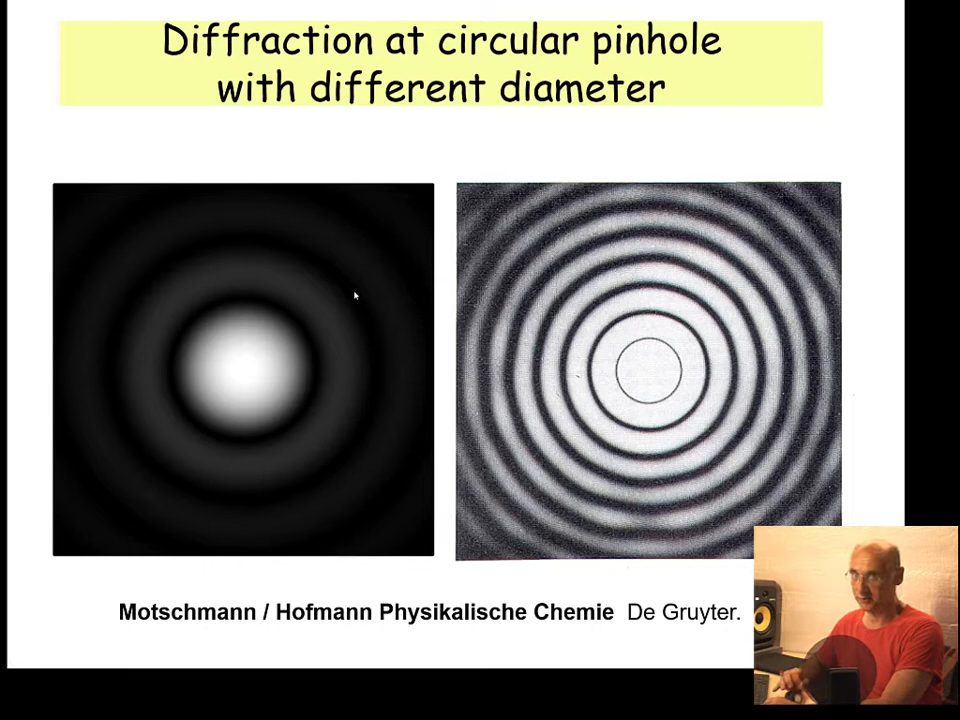 Diffraction at circular pinhole
with different diameter
Motschmann / Hofmann Physikalische Chemie De Gruyter.